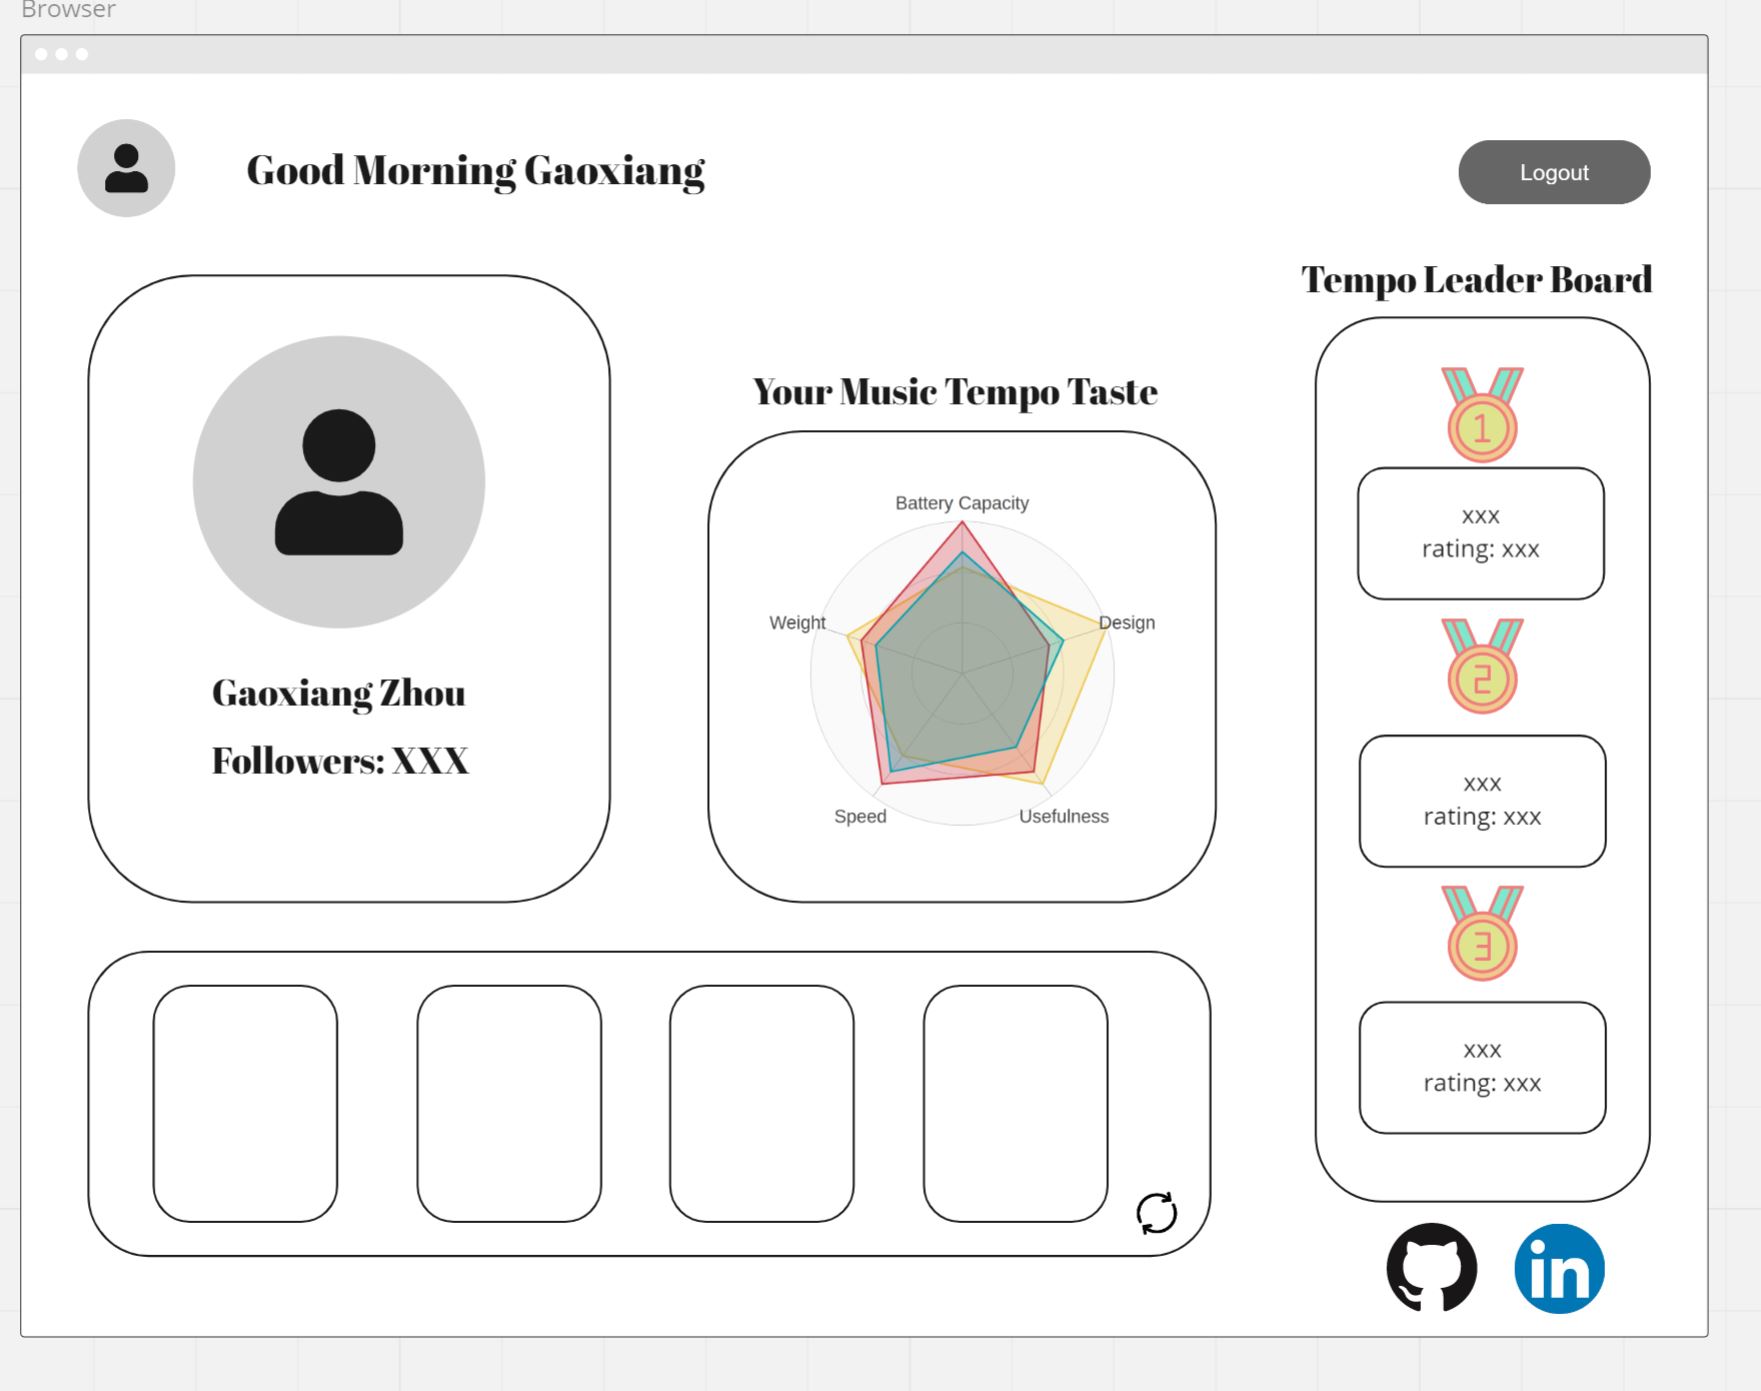 Browser
Good Morning Gaoxiang
Logout
Tempo Leader Board
1
xxx
rating: xxx
2
xxx
rating: xxx
3
xxx
rating: xxx
Gaoxiang Zhou
Followers: XXX
Your Music Tempo Taste
Battery Capacity
Weight
Design
Speed
Usefulness
in